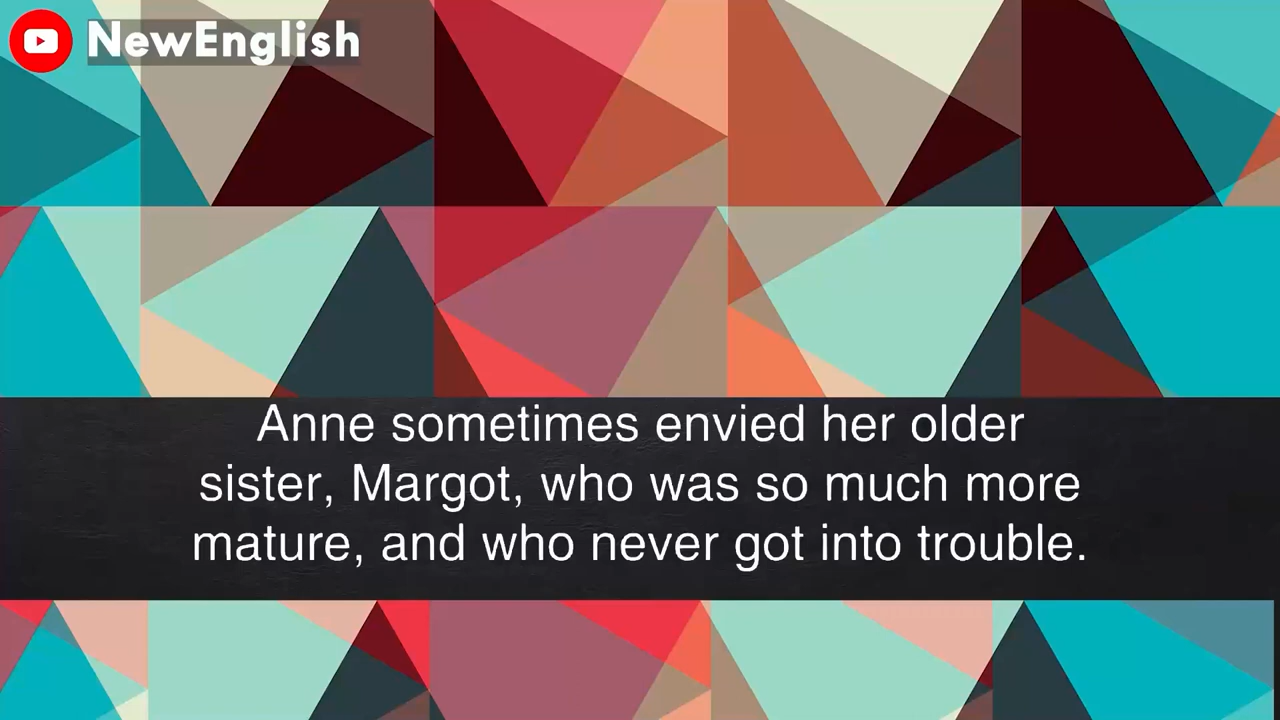 NewEnglish
Anne sometimes envied her older
sister, Margot, who was so much more
mature, and who never got into trouble.